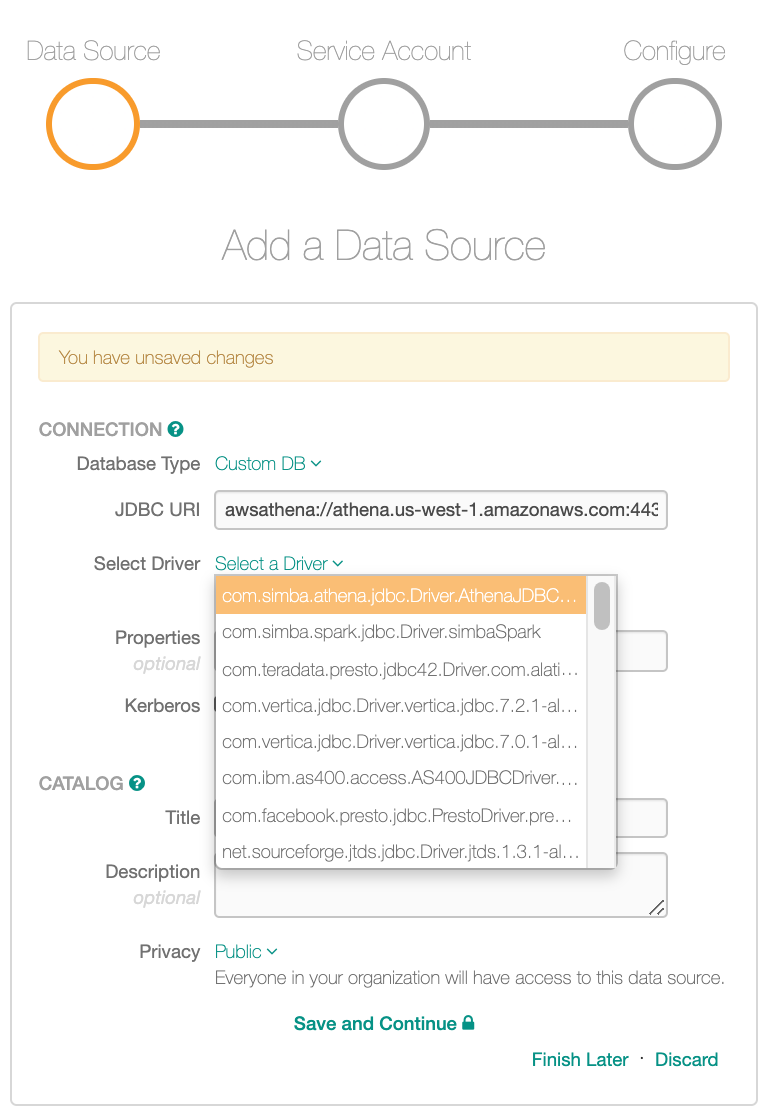 Data Source Service Account Configure
Add a Data Source
You have unsaved changes
CONNECTION ?
Database Type Custom DB
JDBC URI awsathena://athena.us-west-1.amazonaws.com:443
Select Driver Select a Driver
com.simba.athena.jdbc.Driver.AthenaJDBC...
com.simba.spark.jdbc.Driver.simbaSpark
Properties
com.teradata.presto.jdbc42.Driver.com.alati...
optional
Kerberos com.vertica.jdbc.Driver.vertica.jdbc.7.2.1-al...
com.vertica.jdbc.Driver.vertica.jdbc.7.0.1-al...
CATALOG ? com.ibm.as400.access.AS400JDBCDriver....
Title com.facebook.presto.jdbc.PrestoDriver.pre...
net.sourceforge.jtds.jdbc.Driver.jtds.1.3.1-al...
Description
optional
Privacy Public
Everyone in your organization will have access to this data source.
Save and Continue
Finish Later · Discard